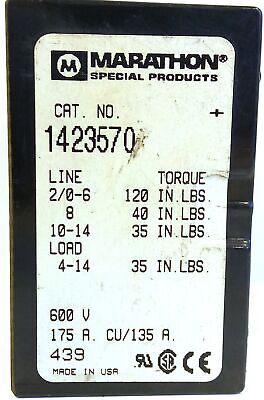 M MARATHON®
SPECIAL PRODUCTS
CAT. NO. +
1423570
LINE TORQUE
2/0-6 120 IN.LBS.
8 40 IN.LBS.
10-14 35 IN.LBS.
LOAD
4-14 35 IN.LBS.
600 V
175 A. CU/135 A.
439
MADE IN USA